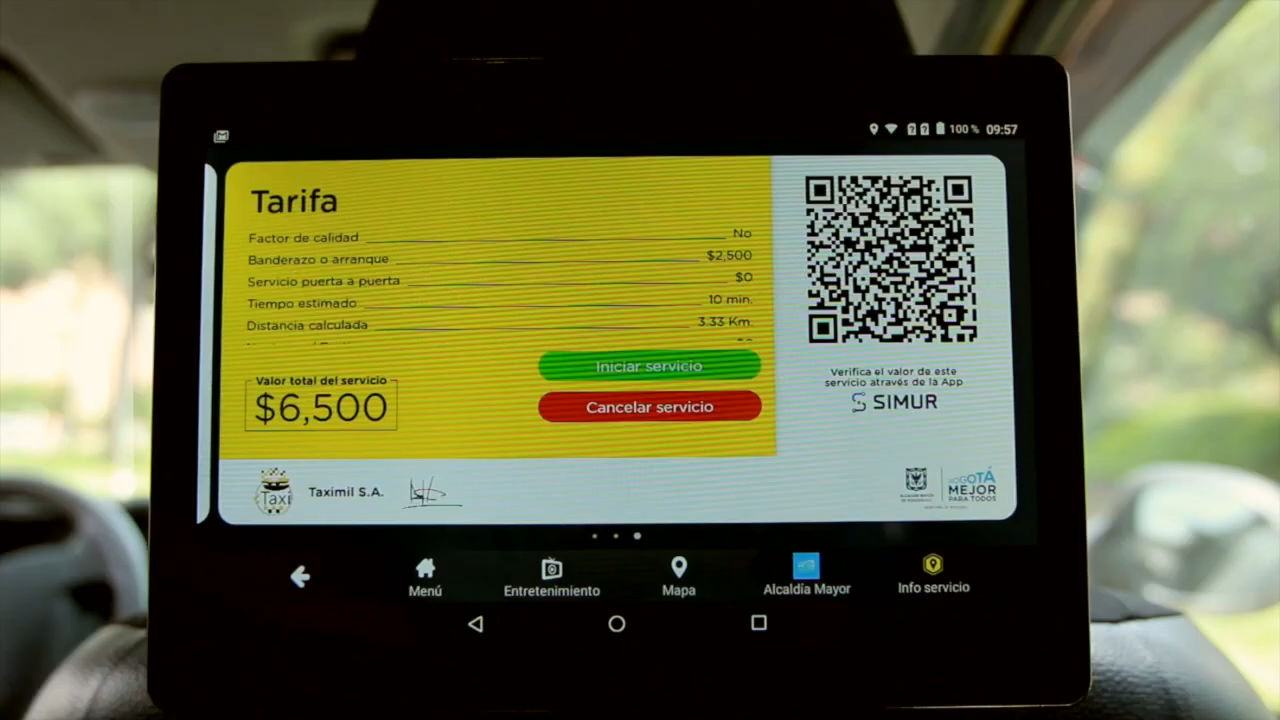 100 % 09:57
Tarifa
Factor de calidad No
Banderazo o arranque $2,500
Servicio puerta a puerta $0
Tiempo estimado 10 min.
Distancia calculada 3.33 Km.
Iniciar servicio
Valor total del servicio
$6,500
Cancelar servicio
Verifica el valor de este
servicio através de la App
SIMUR
Taxi
Taximil S.A.
ALCALDÍA MAYOR
BOGOTÁ
MEJOR
PARA TODOS
Menú
Entretenimiento
Mapa
Alcaldía Mayor
Info servicio